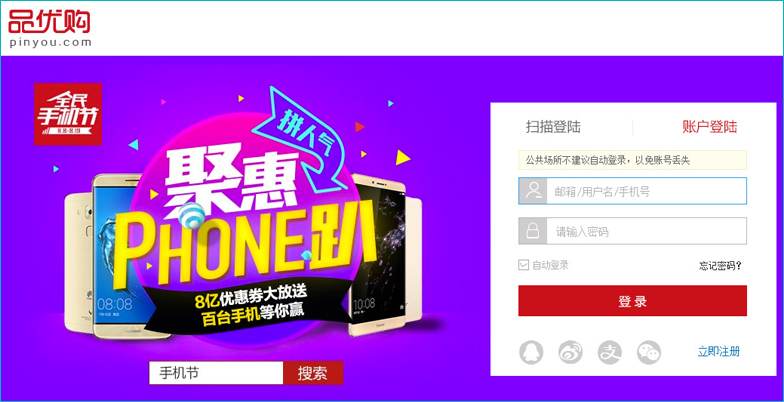 品优购
pinyou.com
全民
手机节
扫描登陆
账户登陆
公共场所不建议自动登录，以免账号丢失
邮箱/用户名/手机号
请输入密码
自动登录
忘记密码?
登 录
立即注册
拼人气
聚惠
PHONE趴
8亿优惠券大放送
百台手机等你赢
08:08
10:08
手机节
搜索